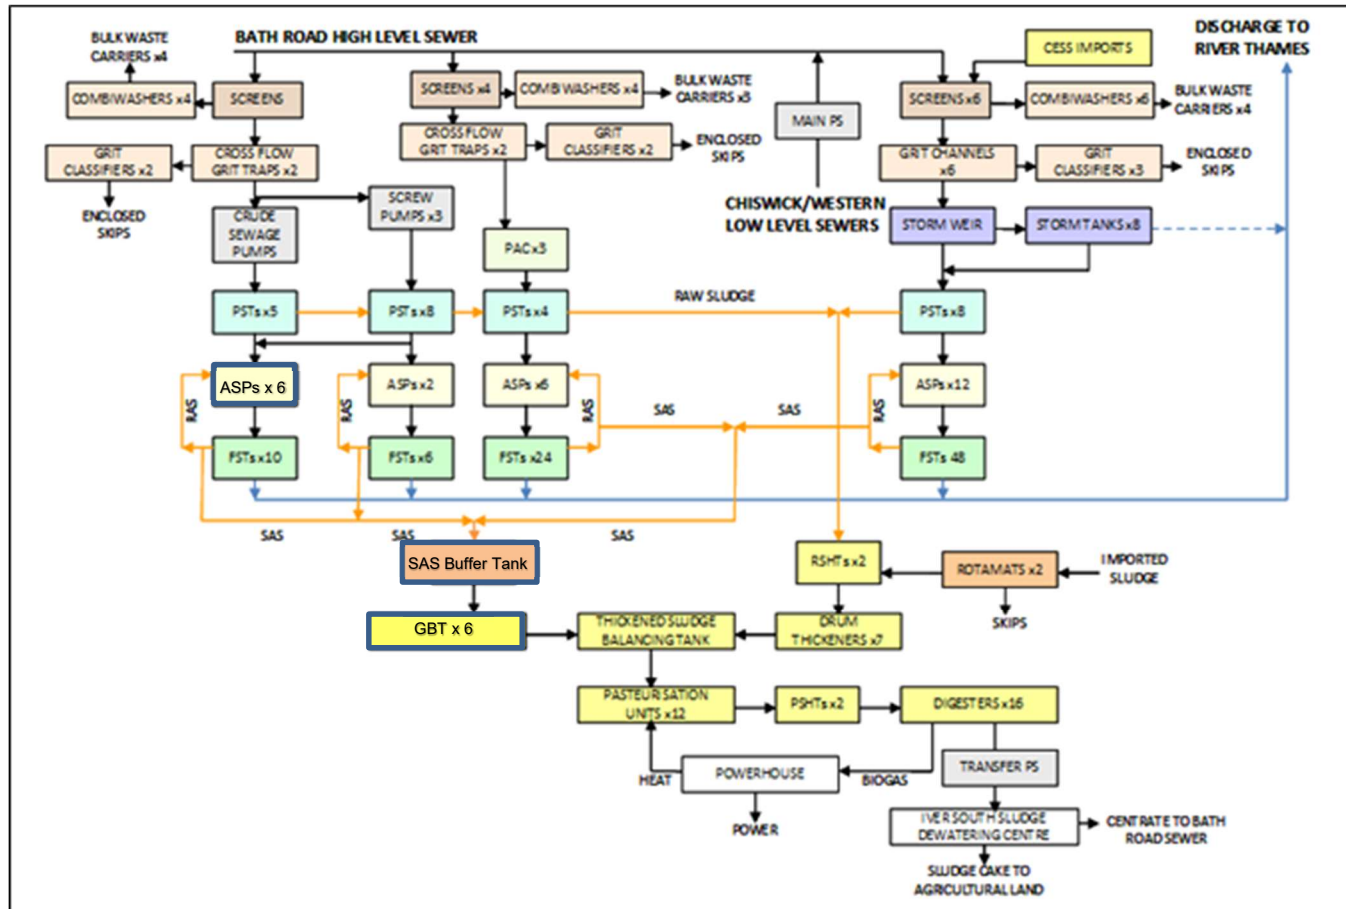 BATH ROAD HIGH LEVEL SEWER
DISCHARGE TO
RIVER THAMES
BULK WASTE
CARRIERS x4
CESS IMPORTS
COMBIWASHERS x4
SCREENS
SCREENS x4
COMBIWASHERS x4
BULK WASTE
CARRIERS x3
MAIN PS
SCREENS x6
COMBIWASHERS x6
BULK WASTE
CARRIERS x4
GRIT
CLASSIFIERS x2
CROSS FLOW
GRIT TRAPS x2
CROSS FLOW
GRIT TRAPS x2
GRIT
CLASSIFIERS x2
ENCLOSED
SKIPS
GRIT CHANNELS
x6
GRIT
CLASSIFIERS x3
ENCLOSED
SKIPS
ENCLOSED
SKIPS
CRUDE
SEWAGE
PUMPS
SCREW
PUMPS x3
CHISWICK/WESTERN
LOW LEVEL SEWERS
STORM WEIR
STORM TANKS x8
PAC x3
PSTs x5
PSTs x8
PSTs x4
RAW SLUDGE
PSTs x8
ASPs x 6
ASPs x2
ASPs x6
ASPs x12
RAS
RAS
RAS
SAS
SAS
RAS
FSTs x10
FSTs x6
FSTs x24
FSTs 48
SAS
SAS
SAS
SAS Buffer Tank
RSHTs x2
ROTAMATS x2
IMPORTED
SLUDGE
GBT x 6
THICKENED SLUDGE
BALANCING TANK
DRUM
THICKENERS x7
SKIPS
PASTEURISATION
UNITS x12
PSHTs x2
DIGESTERS x16
HEAT
POWERHOUSE
BIOGAS
TRANSFER PS
POWER
IVER SOUTH SLUDGE
DEWATERING CENTRE
CENTRATE TO BATH
ROAD SEWER
SLUDGE CAKE TO
AGRICULTURAL LAND